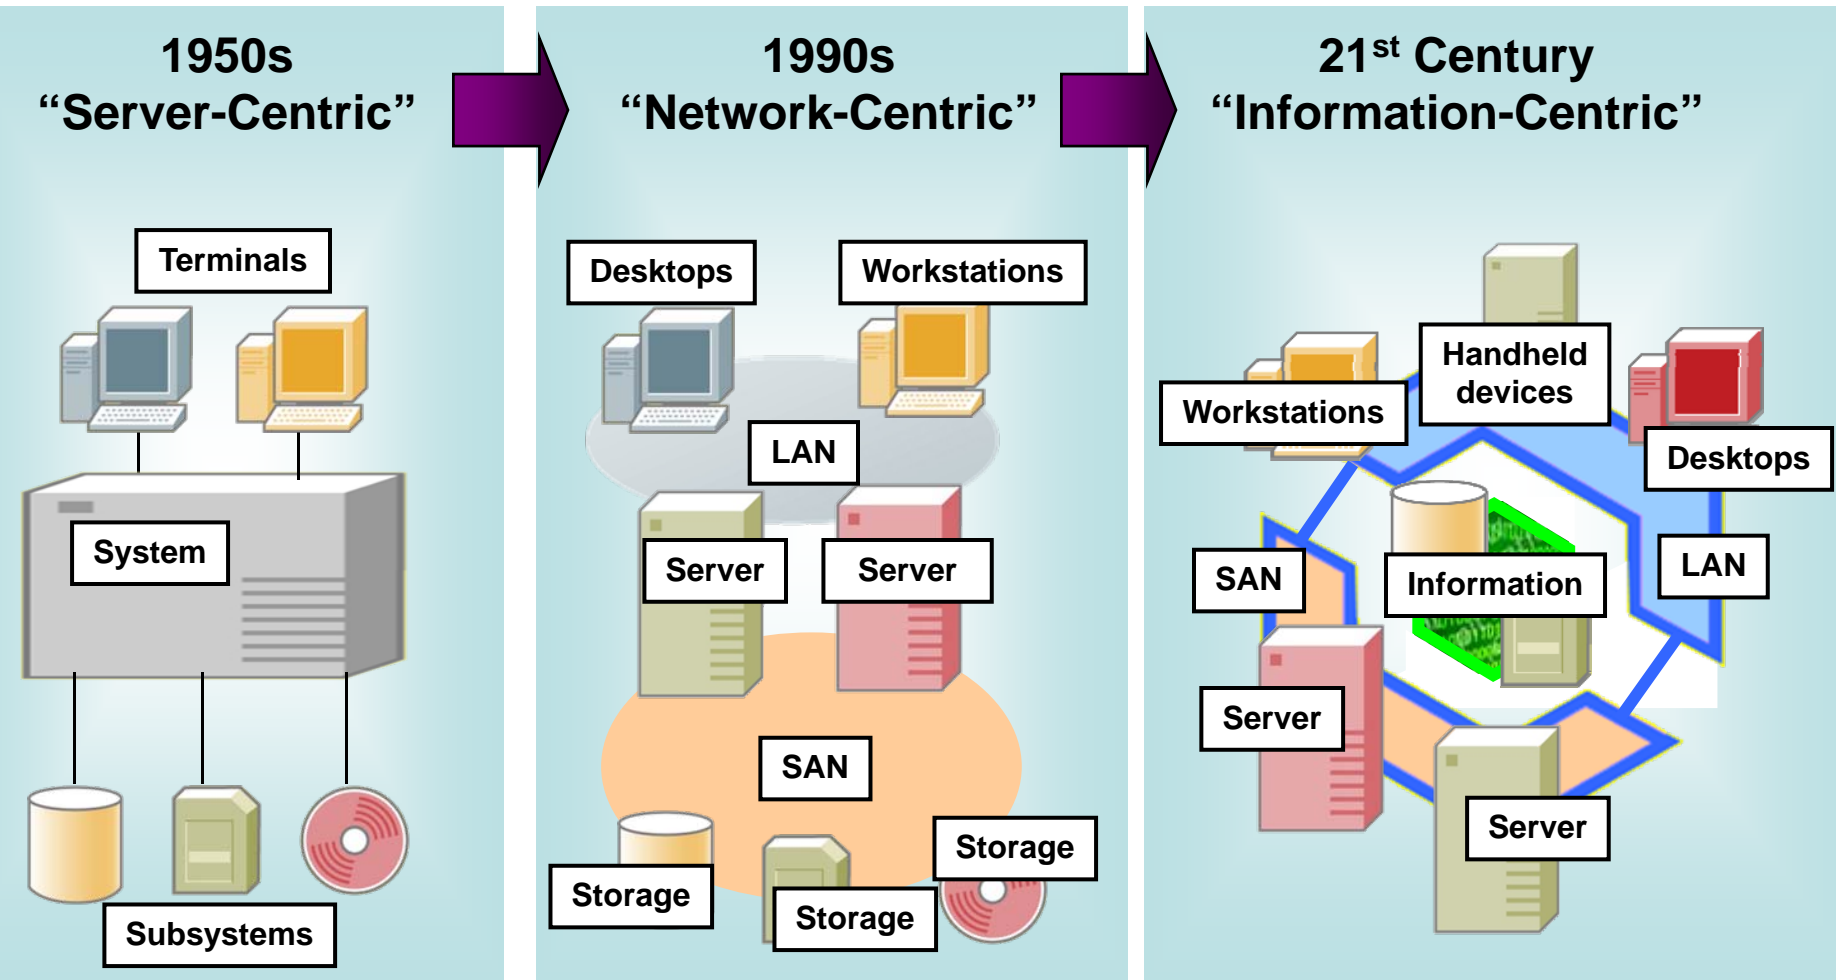 1950s
“Server-Centric”
Terminals
System
Subsystems
1990s
“Network-Centric”
Desktops
Workstations
LAN
Server
Server
SAN
Storage
Storage
Storage
21st Century
“Information-Centric”
Handheld
devices
Workstations
Desktops
SAN
Information
LAN
Server
Server